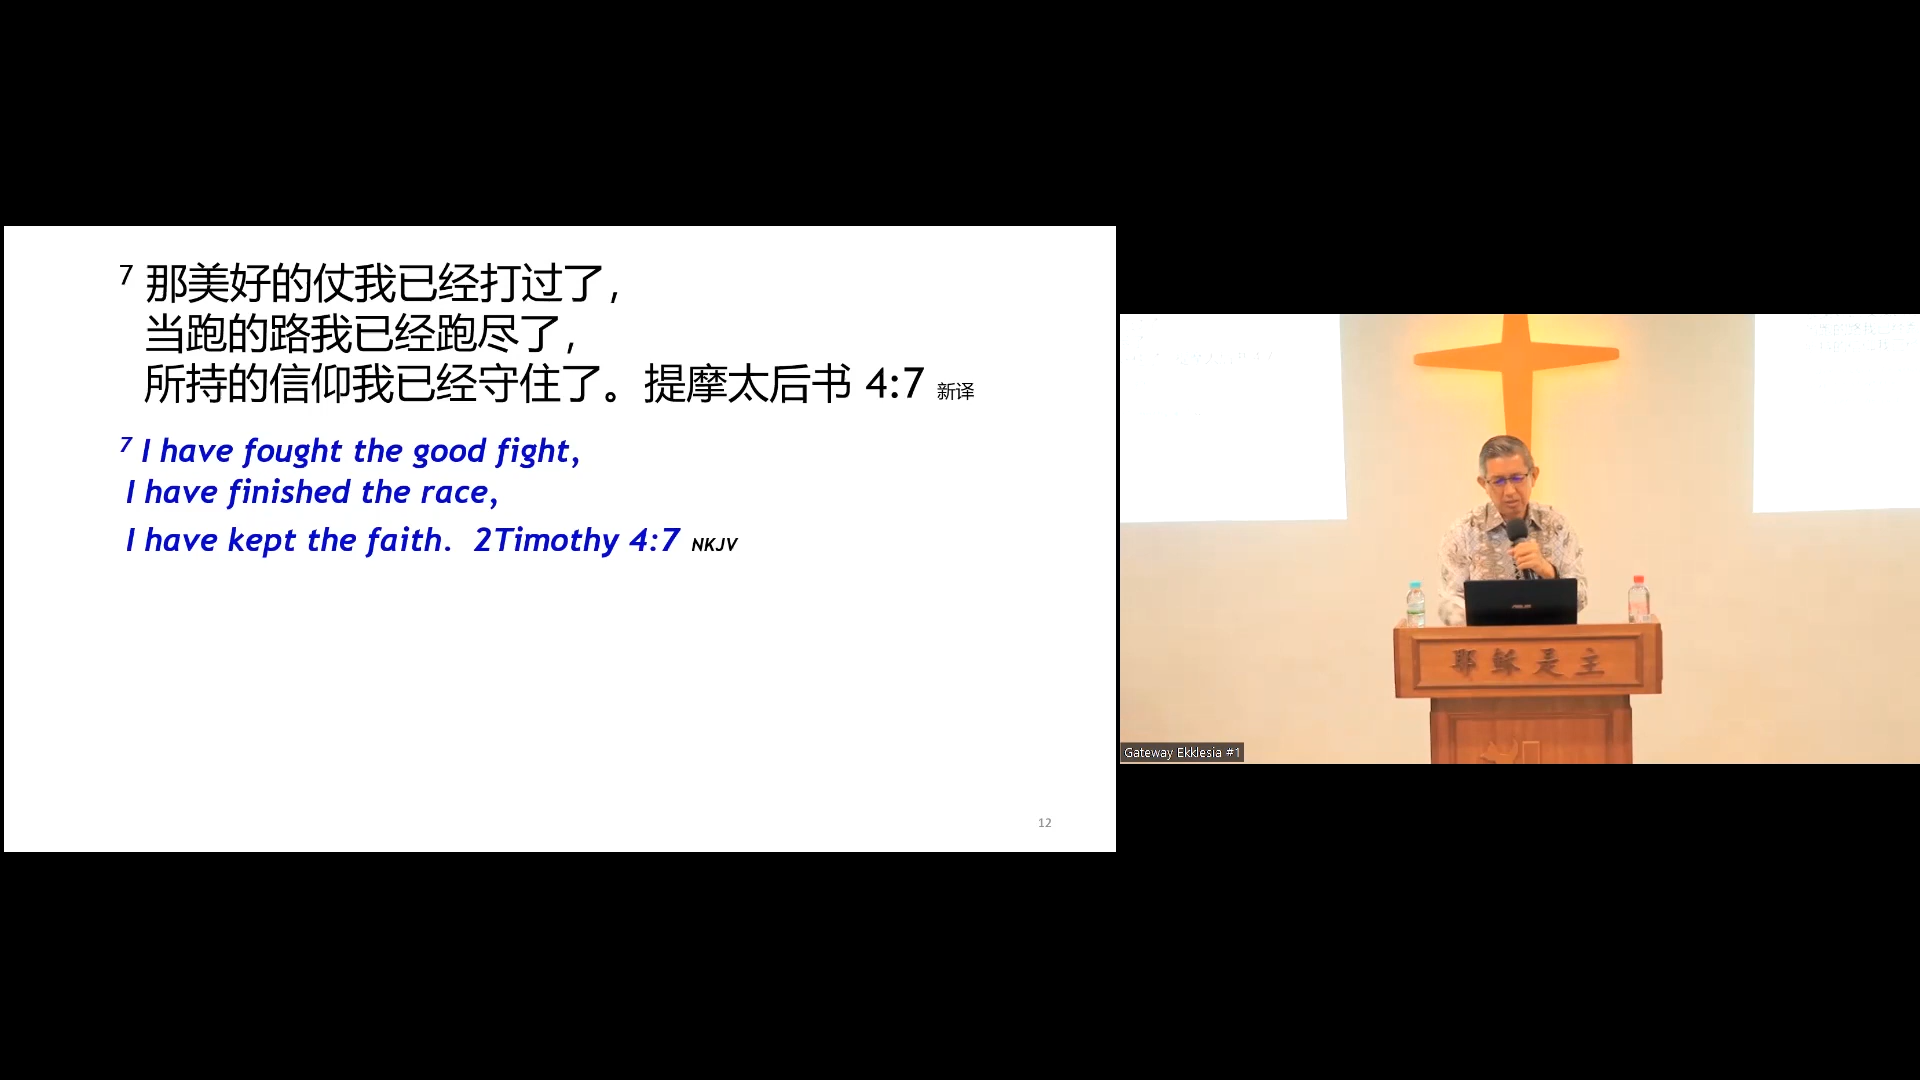 7 那美好的仗我已经打过了,
当跑的路我已经跑尽了,
所持的信仰我已经守住了。提摩太后书 4:7 新译
7 I have fought the good fight,
I have finished the race,
I have kept the faith. 2Timothy 4:7 NKJV
12
耶稣是主
Gateway Ekklesia #1